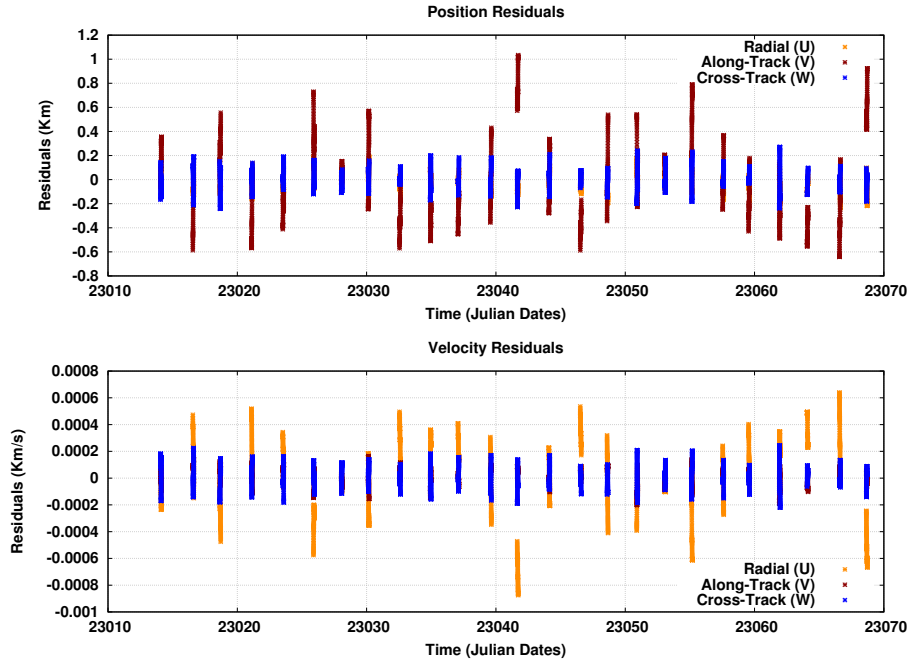 Position Residuals
1.2
1
0.8
0.6
0.4
0.2
0
-0.2
-0.4
-0.6
-0.8
Residuals (Km)
Radial (U)
Along-Track (V)
Cross-Track (W)
23010 23020 23030 23040 23050 23060 23070
Time (Julian Dates)
Velocity Residuals
0.0008
0.0006
0.0004
0.0002
0
-0.0002
-0.0004
-0.0006
-0.0008
-0.001
Residuals (Km/s)
Radial (U)
Along-Track (V)
Cross-Track (W)
23010 23020 23030 23040 23050 23060 23070
Time (Julian Dates)